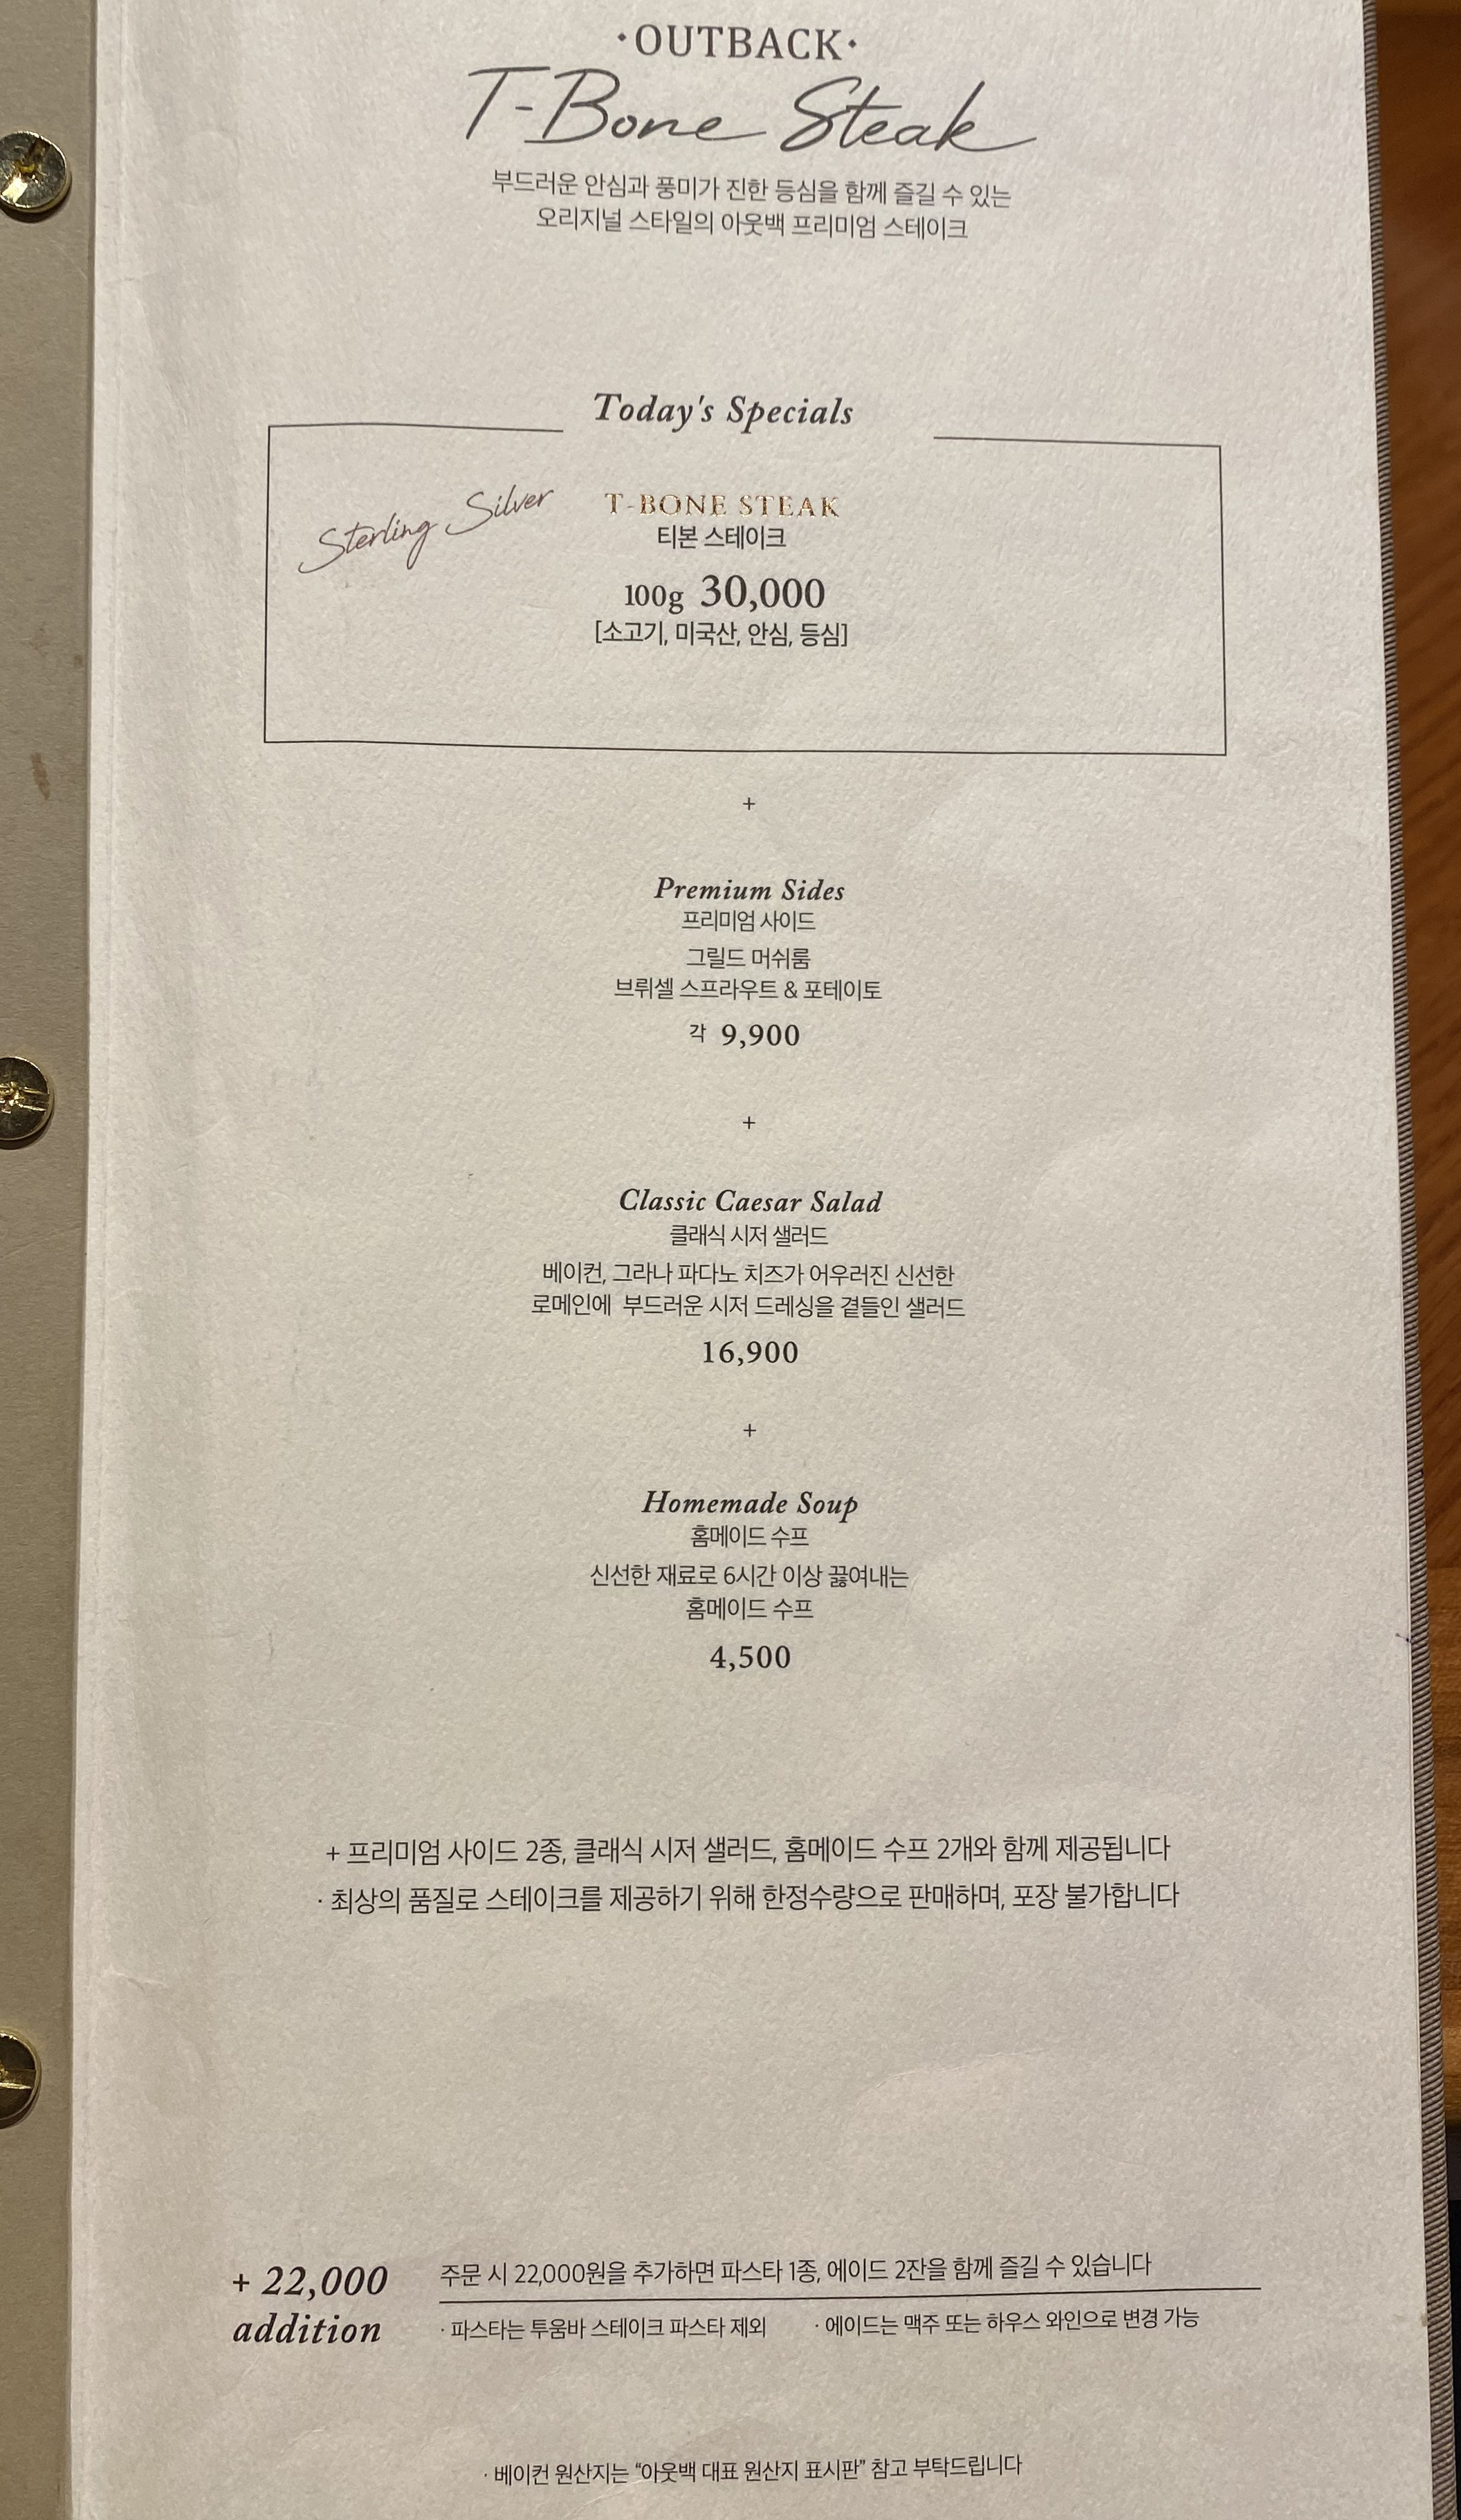 ·OUTBACK·
T-Bone Steak
부드러운 안심과 풍미가 진한 등심을 함께 즐길 수 있는
오리지널 스타일의 아웃백 프리미엄 스테이크
Today's Specials
Sterling Silver
T-BONE STEAK
티본 스테이크
100g 30,000
[소고기, 미국산, 안심, 등심]
+
Premium Sides
프리미엄 사이드
그릴드 머쉬룸
브뤼셀 스프라우트 & 포테이토
각 9,900
+
Classic Caesar Salad
클래식 시저 샐러드
베이컨, 그라나 파다노 치즈가 어우러진 신선한
로메인에 부드러운 시저 드레싱을 곁들인 샐러드
16,900
+
Homemade Soup
홈메이드 수프
신선한 재료로 6시간 이상 끓여내는
홈메이드 수프
4,500
+ 프리미엄 사이드 2종, 클래식 시저 샐러드, 홈메이드 수프 2개와 함께 제공됩니다
· 최상의 품질로 스테이크를 제공하기 위해 한정수량으로 판매하며, 포장 불가합니다
+ 22,000
addition
주문 시 22,000원을 추가하면 파스타 1종, 에이드 2잔을 함께 즐길 수 있습니다
· 파스타는 투움바 스테이크 파스타 제외 · 에이드는 맥주 또는 하우스 와인으로 변경 가능
· 베이컨 원산지는 “아웃백 대표 원산지 표시판” 참고 부탁드립니다